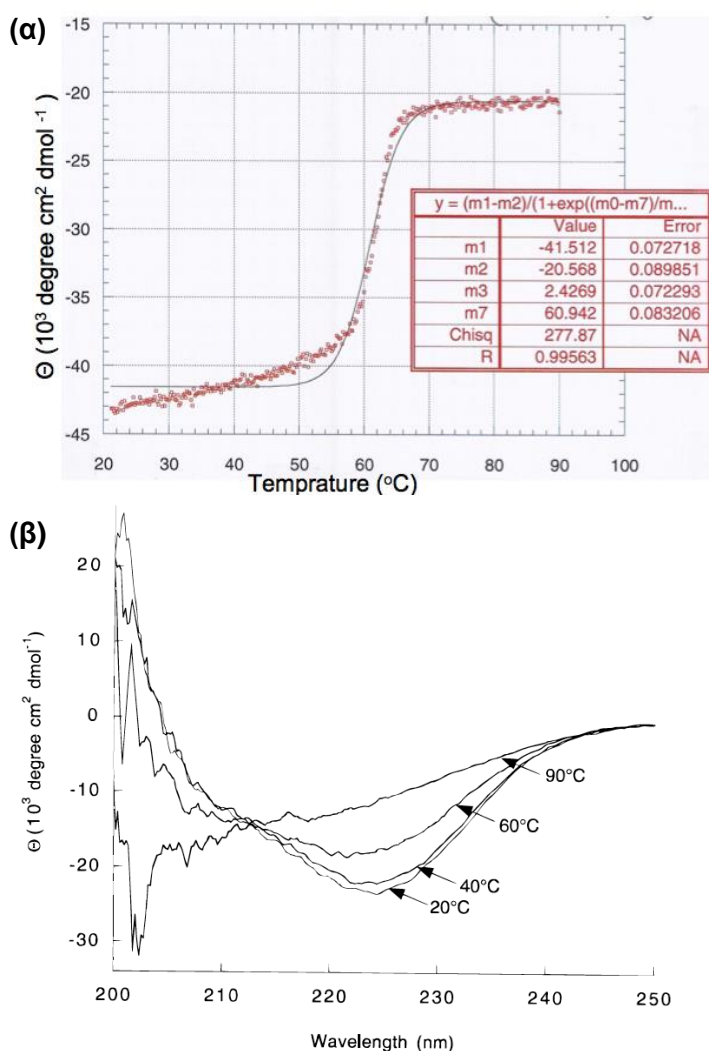 (α)
-15
-20
-25
-30
-35
-40
-45
Θ (10³ degree cm² dmol ⁻¹)
y = (m1-m2)/(1+exp((m0-m7)/m...
Value Error
m1 -41.512 0.072718
m2 -20.568 0.089851
m3 2.4269 0.072293
m7 60.942 0.083206
Chisq 277.87 NA
R 0.99563 NA
20 30 40 50 60 70 80 90 100
Temprature (°C)
(β)
20
10
0
-10
-20
-30
Θ (10³ degree cm² dmol⁻¹)
90°C
60°C
40°C
20°C
200 210 220 230 240 250
Wavelength (nm)